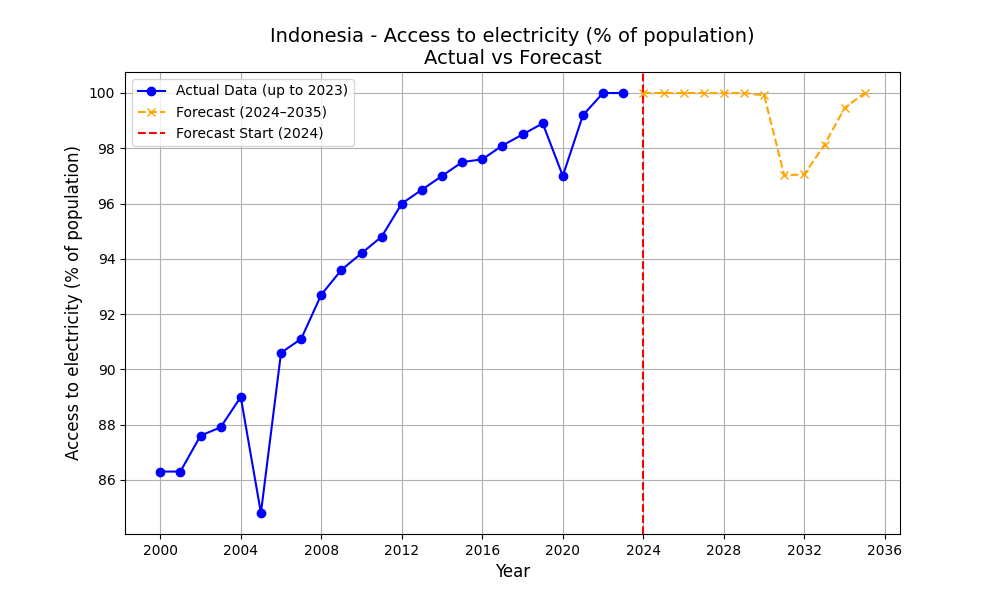 Indonesia - Access to electricity (% of population)
Actual vs Forecast
Actual Data (up to 2023)
Forecast (2024–2035)
Forecast Start (2024)
Access to electricity (% of population)
100
98
96
94
92
90
88
86
2000 2004 2008 2012 2016 2020 2024 2028 2032 2036
Year